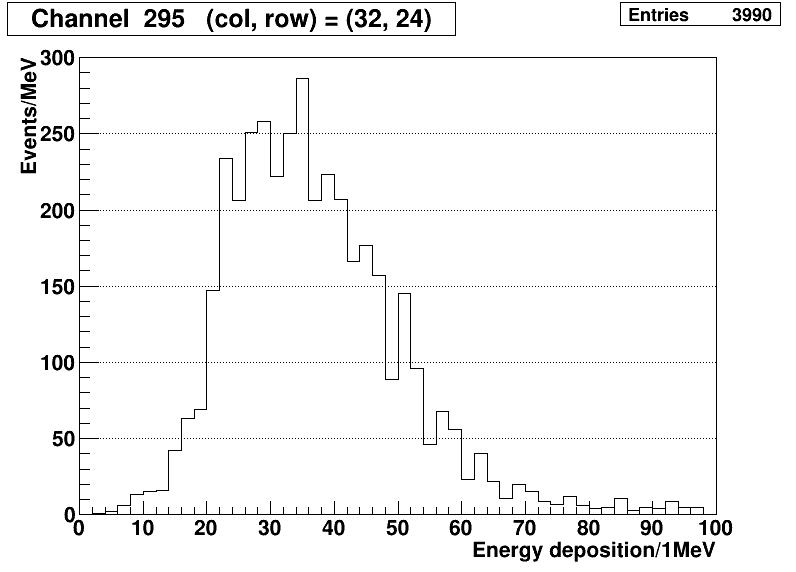 Channel 295 (col, row) = (32, 24)
Entries 3990
Events/MeV
300
250
200
150
100
50
0
0 10 20 30 40 50 60 70 80 90 100
Energy deposition/1MeV